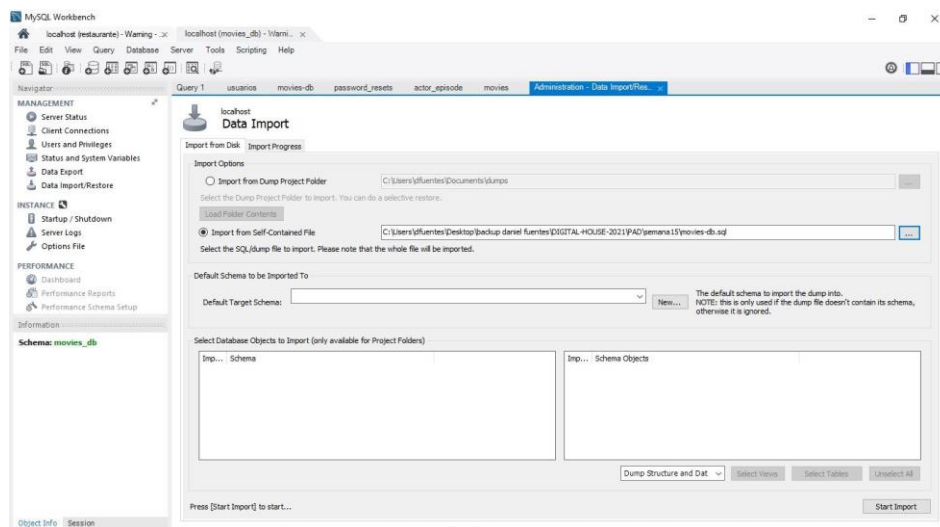 MySQL Workbench
localhost (restaurante) - Warning - ... x
localhost (movies_db) - Warni... x
File Edit View Query Database Server Tools Scripting Help
Navigator
Query 1 usuarios movies-db password_resets actor_episode movies Administration - Data Import/Res... x
MANAGEMENT
Server Status
Client Connections
Users and Privileges
Status and System Variables
Data Export
Data Import/Restore
INSTANCE
Startup / Shutdown
Server Logs
Options File
PERFORMANCE
Dashboard
Performance Reports
Performance Schema Setup
Information
Schema: movies_db
Object Info Session
localhost
Data Import
Import from Disk Import Progress
Import Options
Import from Dump Project Folder C:\Users\dfuentes\Documents\dumps ...
Select the Dump Project Folder to import. You can do a selective restore.
Load Folder Contents
Import from Self-Contained File C:\Users\dfuentes\Desktop\backup daniel fuentes\DIGITAL-HOUSE-2021\PAD\semana15\movies-db.sql ...
Select the SQL/dump file to import. Please note that the whole file will be imported.
Default Schema to be Imported To
Default Target Schema: New...
The default schema to import the dump into.
NOTE: this is only used if the dump file doesn't contain its schema,
otherwise it is ignored.
Select Database Objects to Import (only available for Project Folders)
Imp... Schema
Imp... Schema Objects
Dump Structure and Dat Select Views Select Tables Unselect All
Press [Start Import] to start...
Start Import